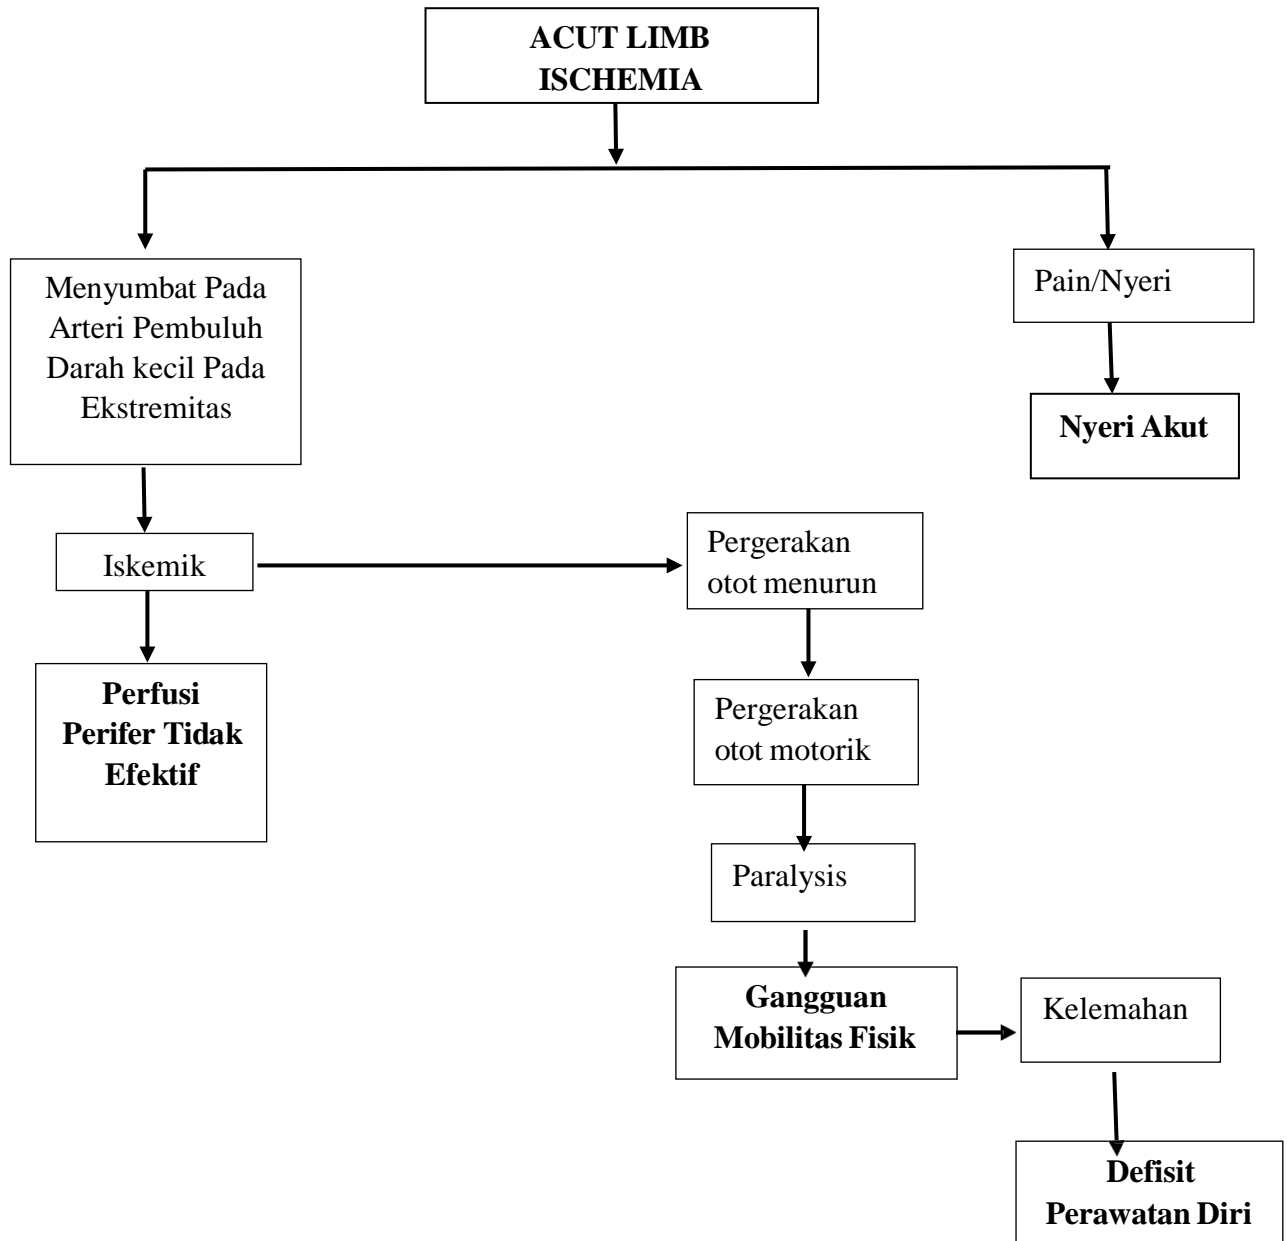 ACUT LIMB
ISCHEMIA
Menyumbat Pada
Arteri Pembuluh
Darah kecil Pada
Ekstremitas
Pain/Nyeri
Nyeri Akut
Iskemik
Pergerakan
otot menurun
Perfusi
Perifer Tidak
Efektif
Pergerakan
otot motorik
Paralysis
Gangguan
Mobilitas Fisik
Kelemahan
Defisit
Perawatan Diri